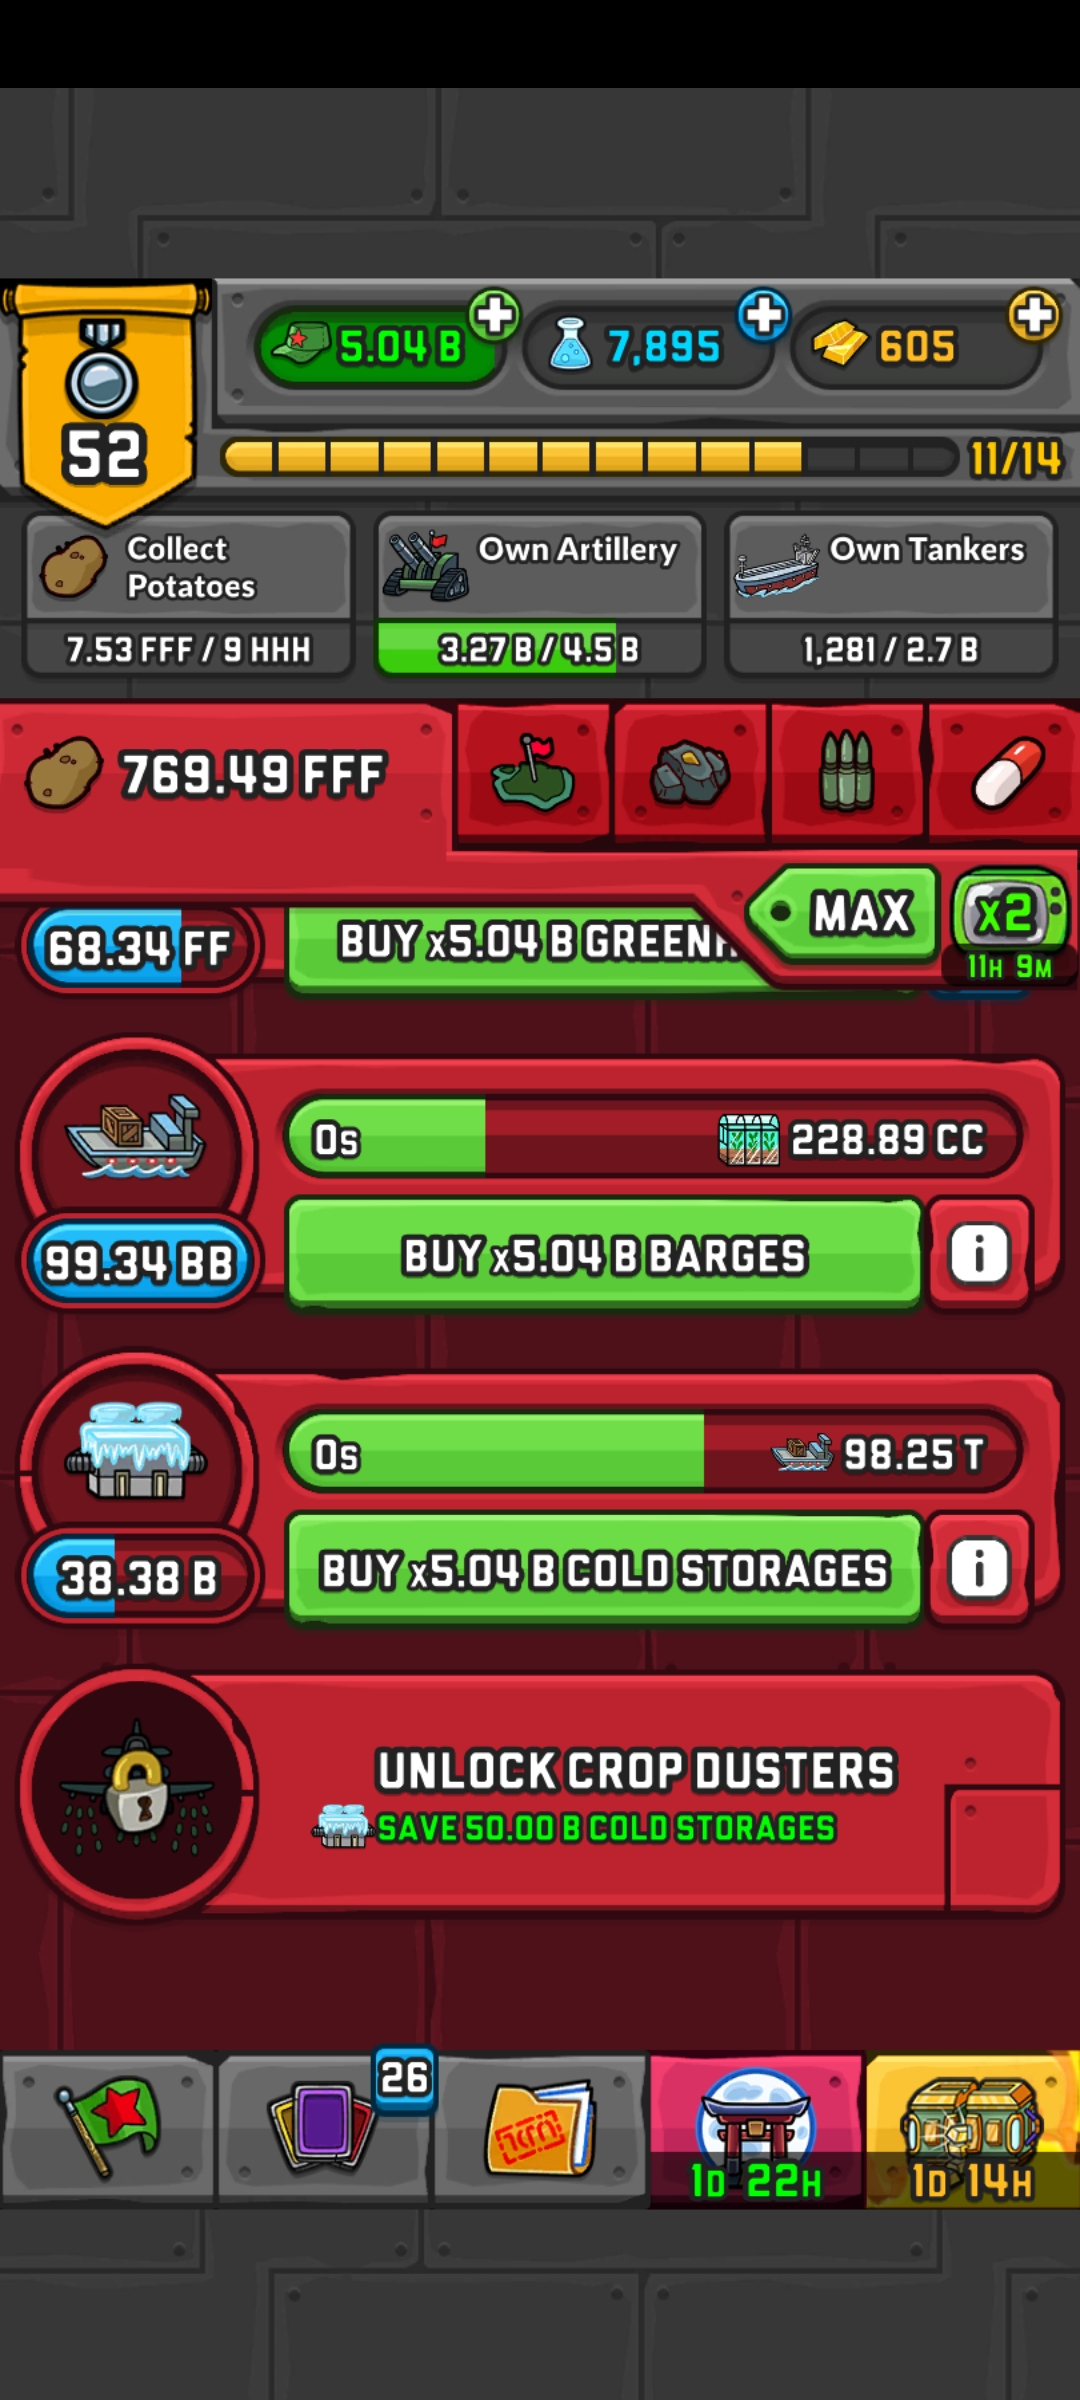 5.04 B
7,895
605
52
11/14
Collect
Potatoes
7.53 FFF / 9 HHH
Own Artillery
3.27 B / 4.5 B
Own Tankers
1,281 / 2.7 B
769.49 FFF
MAX
x2
11H 9M
68.34 FF
BUY x5.04 B
0s
228.89 CC
99.34 BB
BUY x5.04 B BARGES
i
0s
98.25 T
38.38 B
BUY x5.04 B COLD STORAGES
i
UNLOCK CROP DUSTERS
SAVE 50.00 B COLD STORAGES
26
1D 22H
1D 14H